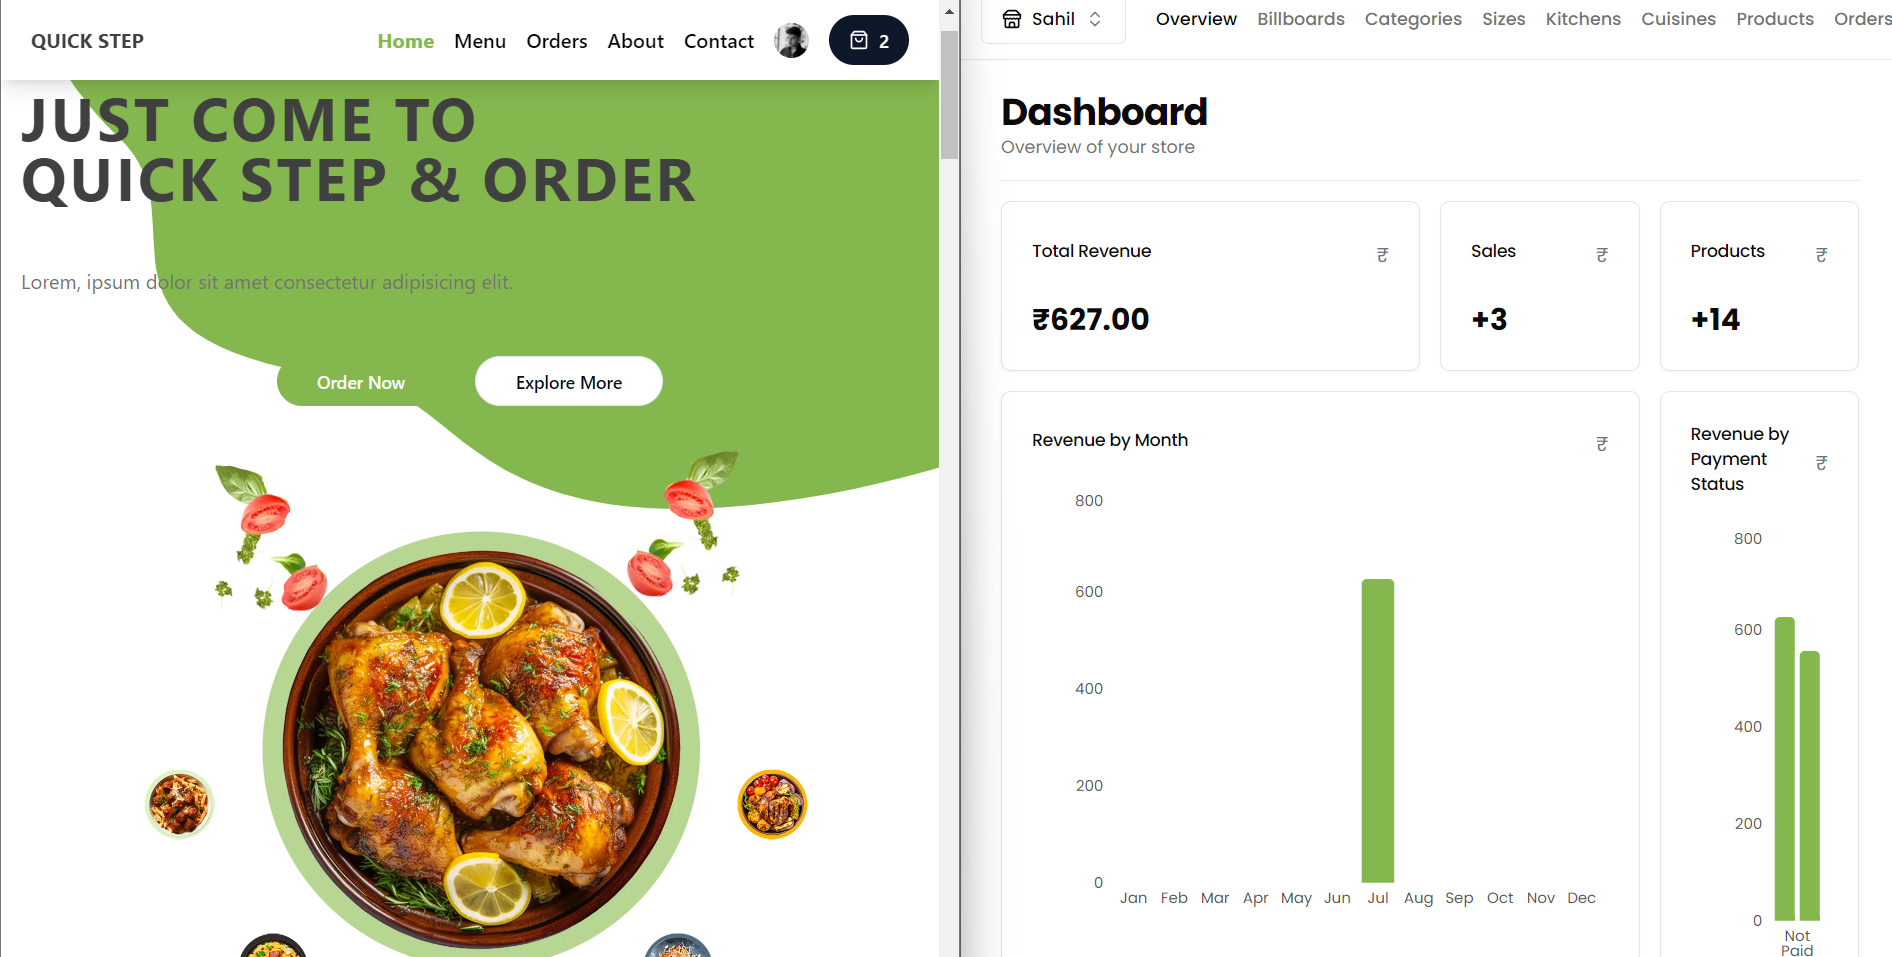 QUICK STEP
Home Menu Orders About Contact 2
JUST COME TO
QUICK STEP & ORDER
Lorem, ipsum dolor sit amet consectetur adipisicing elit.
Order Now Explore More
Sahil Overview Billboards Categories Sizes Kitchens Cuisines Products Orders
Dashboard
Overview of your store
Total Revenue ₹
₹627.00
Sales ₹
+3
Products ₹
+14
Revenue by Month ₹
800
600
400
200
0
Jan Feb Mar Apr May Jun Jul Aug Sep Oct Nov Dec
Revenue by
Payment
Status
₹
800
600
400
200
0
Not
Paid